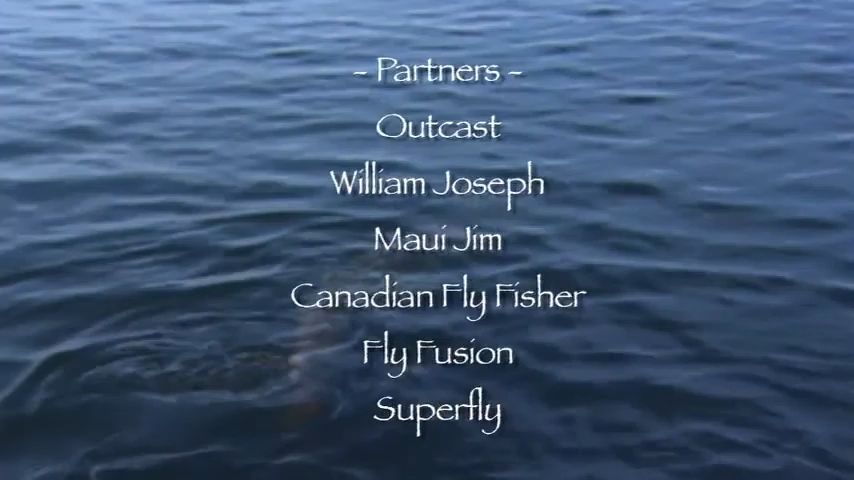 - Partners -
Outcast
William Joseph
Maui Jim
Canadian Fly Fisher
Fly Fusion
Superfly